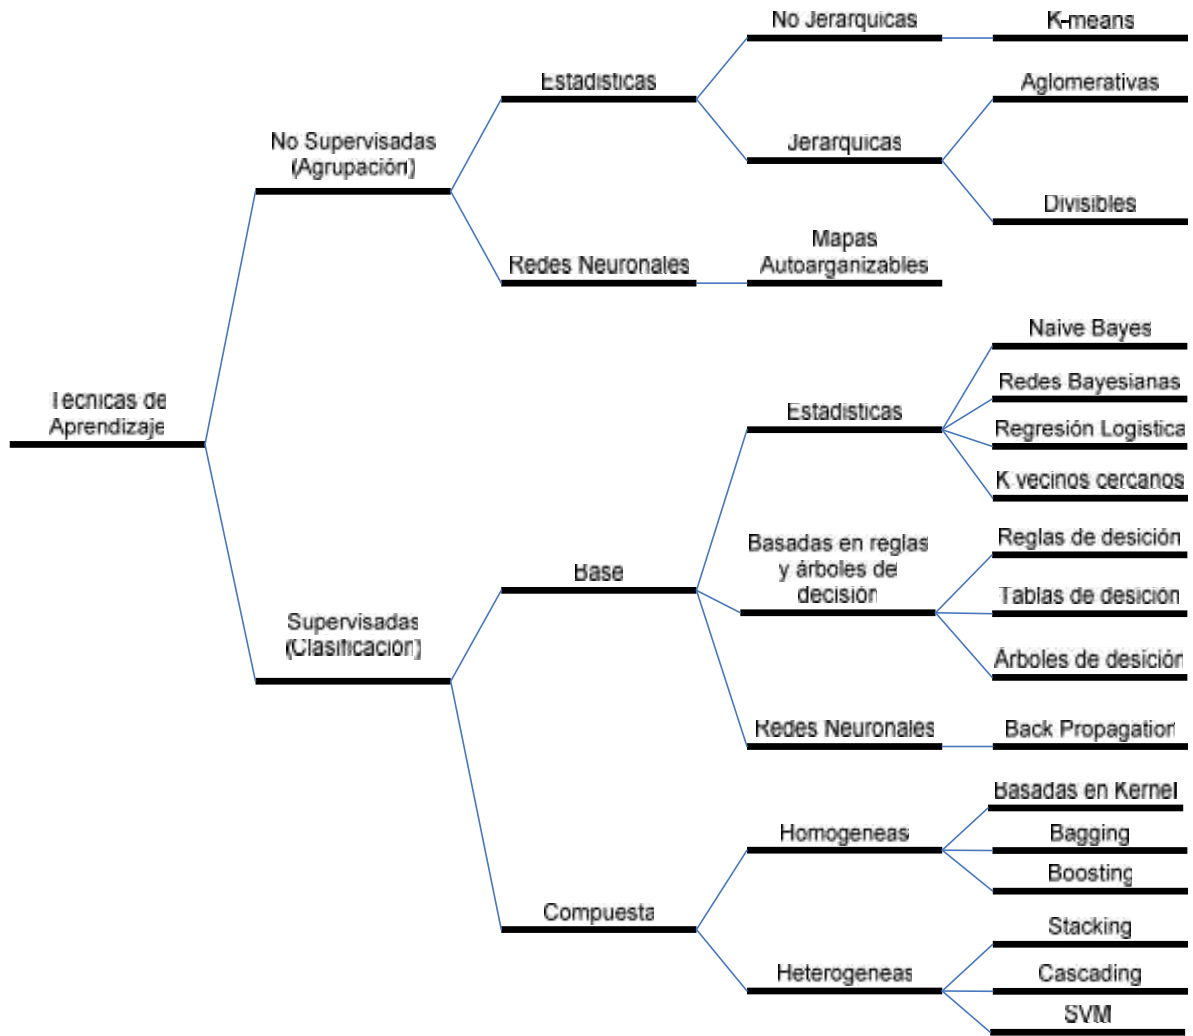 No Jerarquicas
K-means
Estadisticas
Aglomerativas
No Supervisadas
(Agrupación)
Jerarquicas
Divisibles
Redes Neuronales
Mapas
Autoarganizables
Naive Bayes
Redes Bayesianas
Tecnicas de
Aprendizaje
Estadisticas
Regresión Logistica
K vecinos cercanos
Basadas en reglas
y árboles de
decisión
Reglas de desición
Base
Tablas de desición
Supervisadas
(Clasificación)
Árboles de desición
Redes Neuronales
Back Propagation
Basadas en Kernel
Homogeneas
Bagging
Boosting
Compuesta
Stacking
Heterogeneas
Cascading
SVM